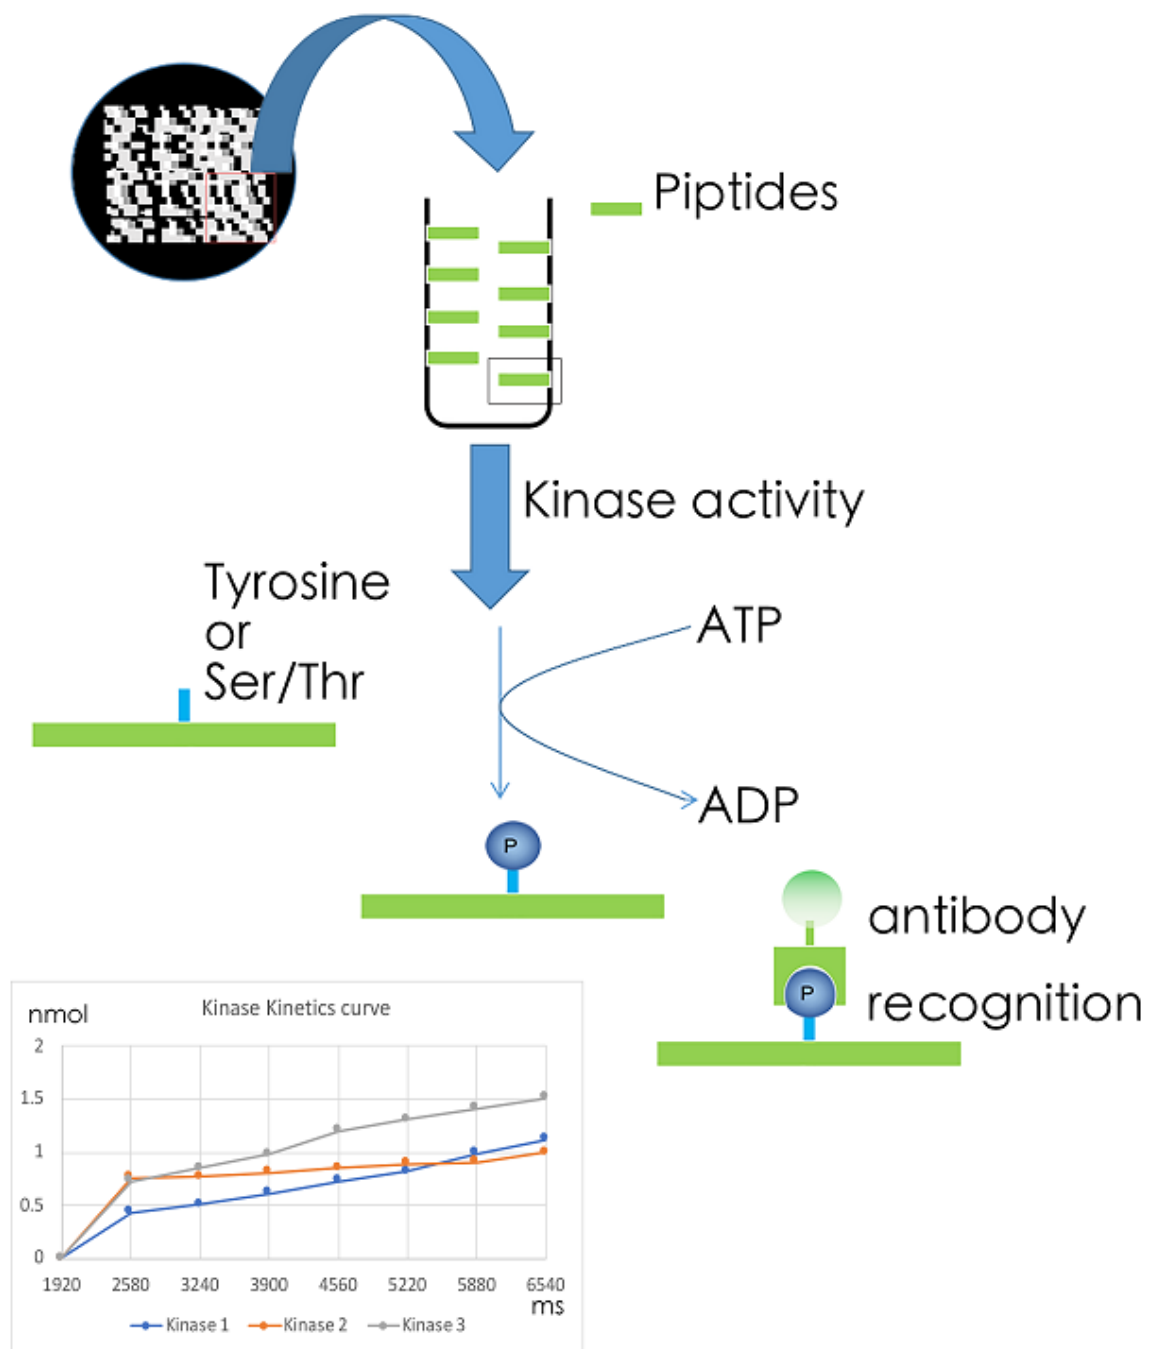 Piptides
Kinase activity
Tyrosine
or
Ser/Thr
ATP
ADP
P
antibody
P
recognition
nmol
Kinase Kinetics curve
2
1.5
1
0.5
0
1920 2580 3240 3900 4560 5220 5880 6540
ms
Kinase 1 Kinase 2 Kinase 3